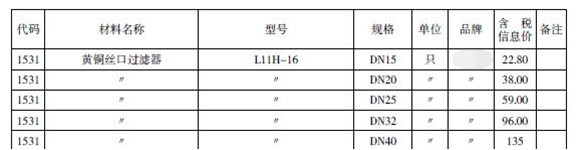 代码 材料名称 型号 规格 单位 品牌 含 税 信息价 备注
1531 黄铜丝口过滤器 L11H-16 DN15 只 22.80
1531 〃 〃 DN20 〃 〃 38.00
1531 〃 〃 DN25 〃 〃 59.00
1531 〃 〃 DN32 〃 〃 96.00
1531 〃 〃 DN40 〃 〃 135